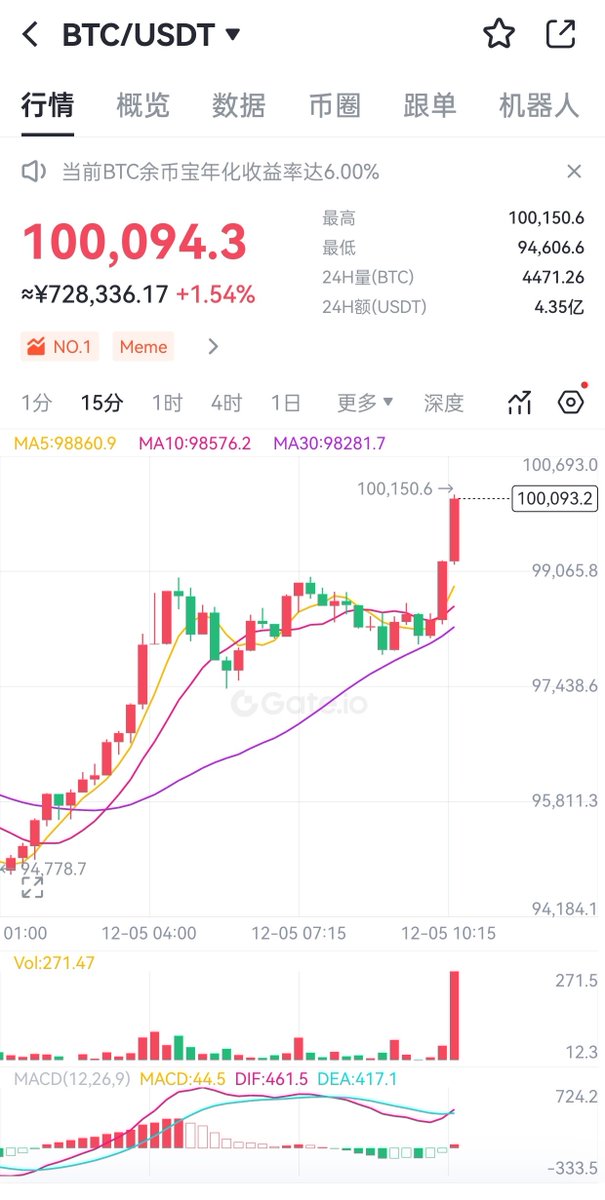 BTC/USDT
行情 概览 数据 币圈 跟单 机器人
当前BTC余币宝年化收益率达6.00%
100,094.3
≈¥728,336.17 +1.54%
最高 100,150.6
最低 94,606.6
24H量(BTC) 4471.26
24H额(USDT) 4.35亿
NO.1 Meme
1分 15分 1时 4时 1日 更多 深度
MA5:98860.9 MA10:98576.2 MA30:98281.7
100,693.0
100,150.6→
100,093.2
99,065.8
97,438.6
Gate.io
95,811.3
94,778.7
94,184.1
01:00 12-05 04:00 12-05 07:15 12-05 10:15
Vol:271.47
271.5
12.3
MACD(12,26,9) MACD:44.5 DIF:461.5 DEA:417.1
724.2
-333.5